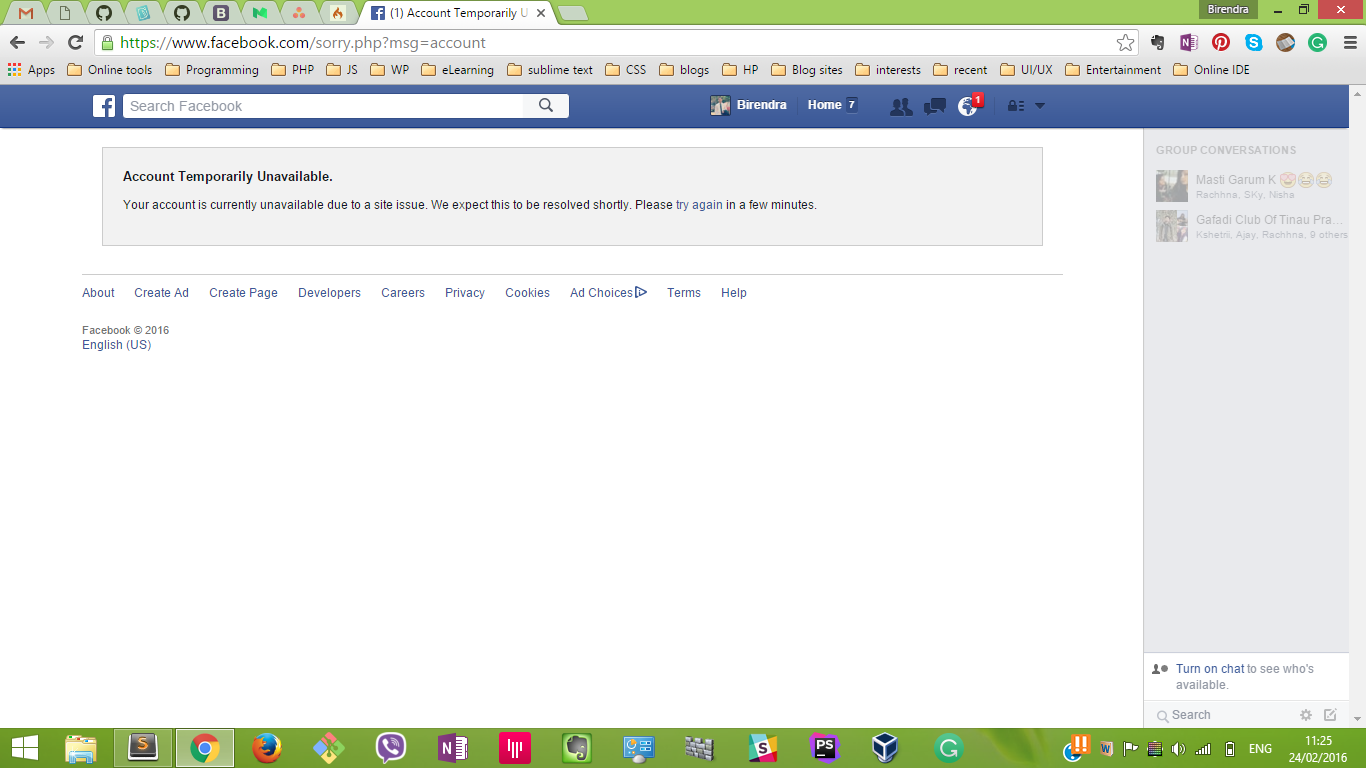 (1) Account Temporarily U
Birendra
https://www.facebook.com/sorry.php?msg=account
Apps Online tools Programming PHP JS WP eLearning sublime text CSS blogs HP Blog sites interests recent UI/UX Entertainment Online IDE
Search Facebook
Birendra Home 7 1
Account Temporarily Unavailable.
Your account is currently unavailable due to a site issue. We expect this to be resolved shortly. Please try again in a few minutes.
About Create Ad Create Page Developers Careers Privacy Cookies Ad Choices Terms Help
Facebook © 2016
English (US)
GROUP CONVERSATIONS
Masti Garum K 😍😂😂
Rachhna, SKy, Nisha
Gafadi Club Of Tinau Pra...
Kshetrii, Ajay, Rachhna, 9 others
Turn on chat to see who's
available.
Search
ENG
11:25
24/02/2016